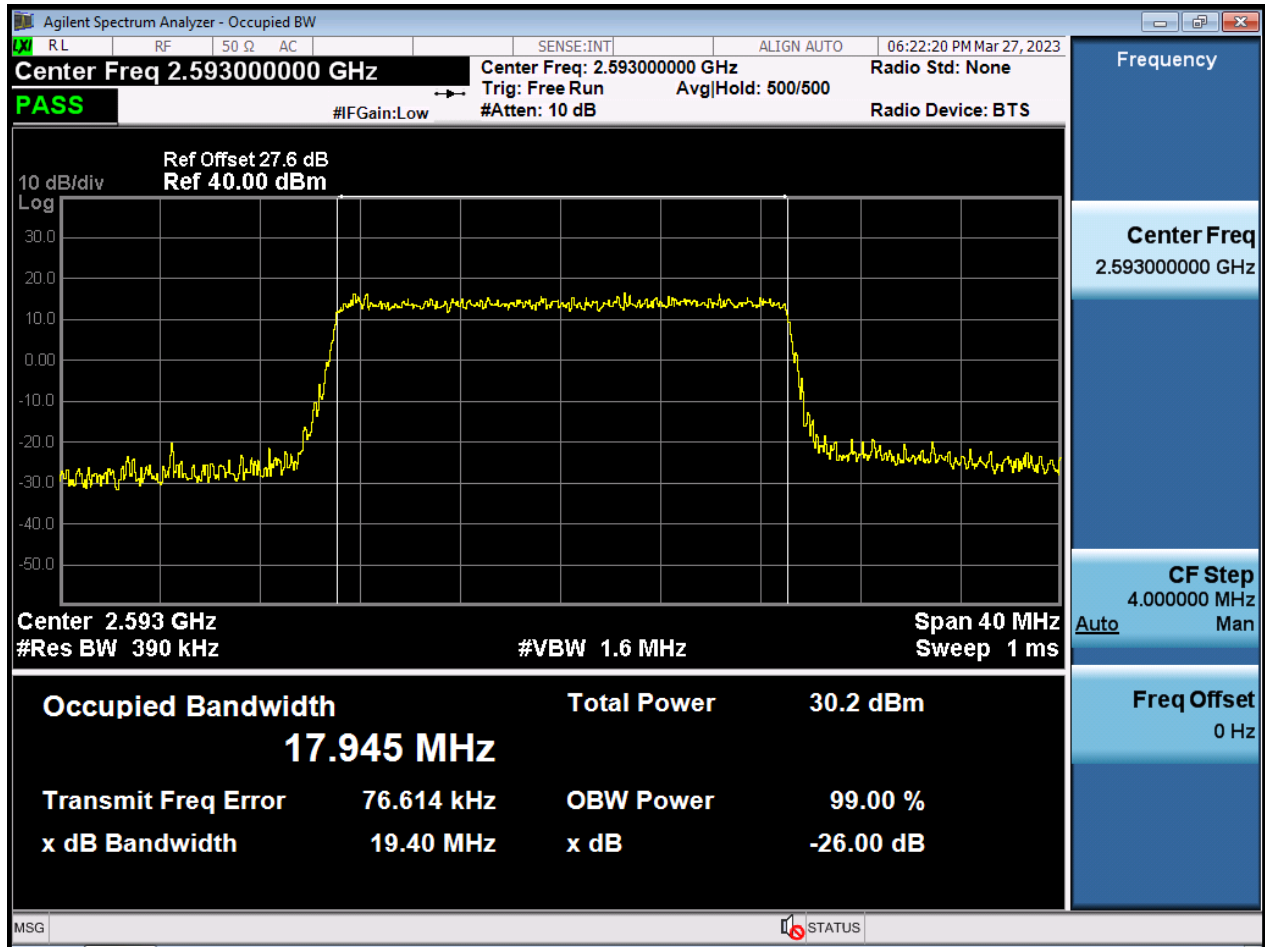 Agilent Spectrum Analyzer - Occupied BW
LXI RL RF 50 Ω AC SENSE:INT ALIGN AUTO 06:22:20 PM Mar 27, 2023
Center Freq 2.593000000 GHz
Center Freq: 2.593000000 GHz
Radio Std: None
Trig: Free Run Avg|Hold: 500/500
PASS
#IFGain:Low
#Atten: 10 dB
Radio Device: BTS
Ref Offset 27.6 dB
10 dB/div Ref 40.00 dBm
Log
30.0
20.0
10.0
0.00
-10.0
-20.0
-30.0
-40.0
-50.0
Center 2.593 GHz Span 40 MHz
#Res BW 390 kHz #VBW 1.6 MHz Sweep 1 ms
Occupied Bandwidth Total Power 30.2 dBm
17.945 MHz
Transmit Freq Error 76.614 kHz OBW Power 99.00 %
x dB Bandwidth 19.40 MHz x dB -26.00 dB
MSG STATUS
Frequency
Center Freq
2.593000000 GHz
CF Step
4.000000 MHz
Auto Man
Freq Offset
0 Hz